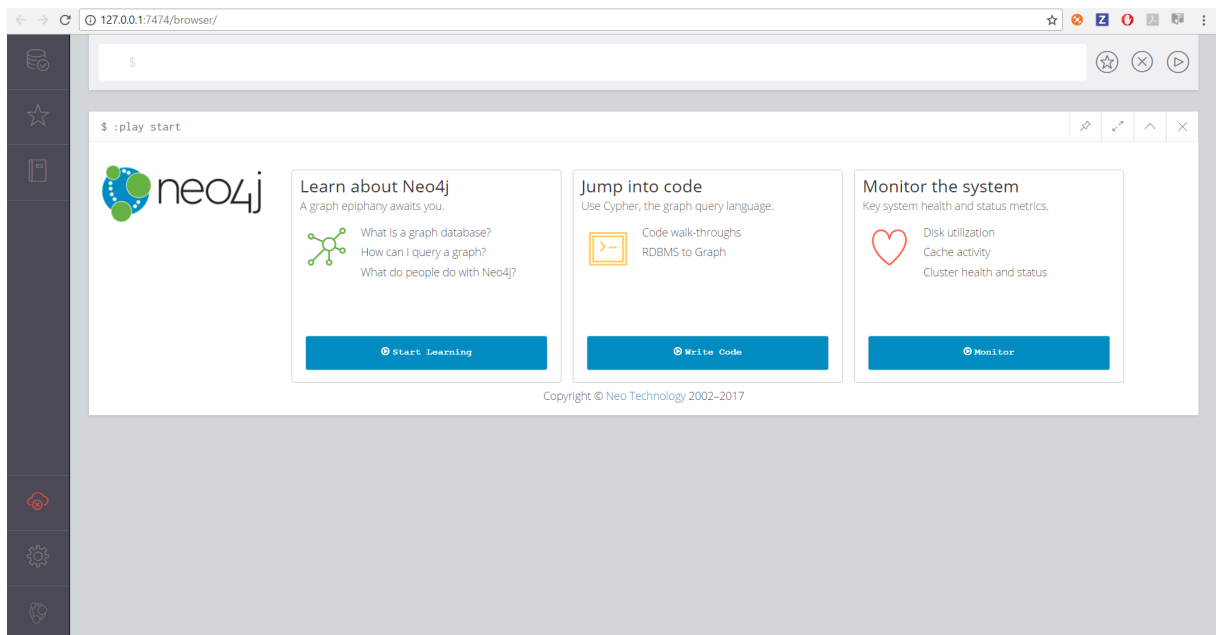 127.0.0.1:7474/browser/
$
$ :play start
neo4j
Learn about Neo4j
A graph epiphany awaits you.
What is a graph database?
How can I query a graph?
What do people do with Neo4j?
Start Learning
Jump into code
Use Cypher, the graph query language.
Code walk-throughs
RDBMS to Graph
Write Code
Monitor the system
Key system health and status metrics.
Disk utilization
Cache activity
Cluster health and status
Monitor
Copyright © Neo Technology 2002–2017